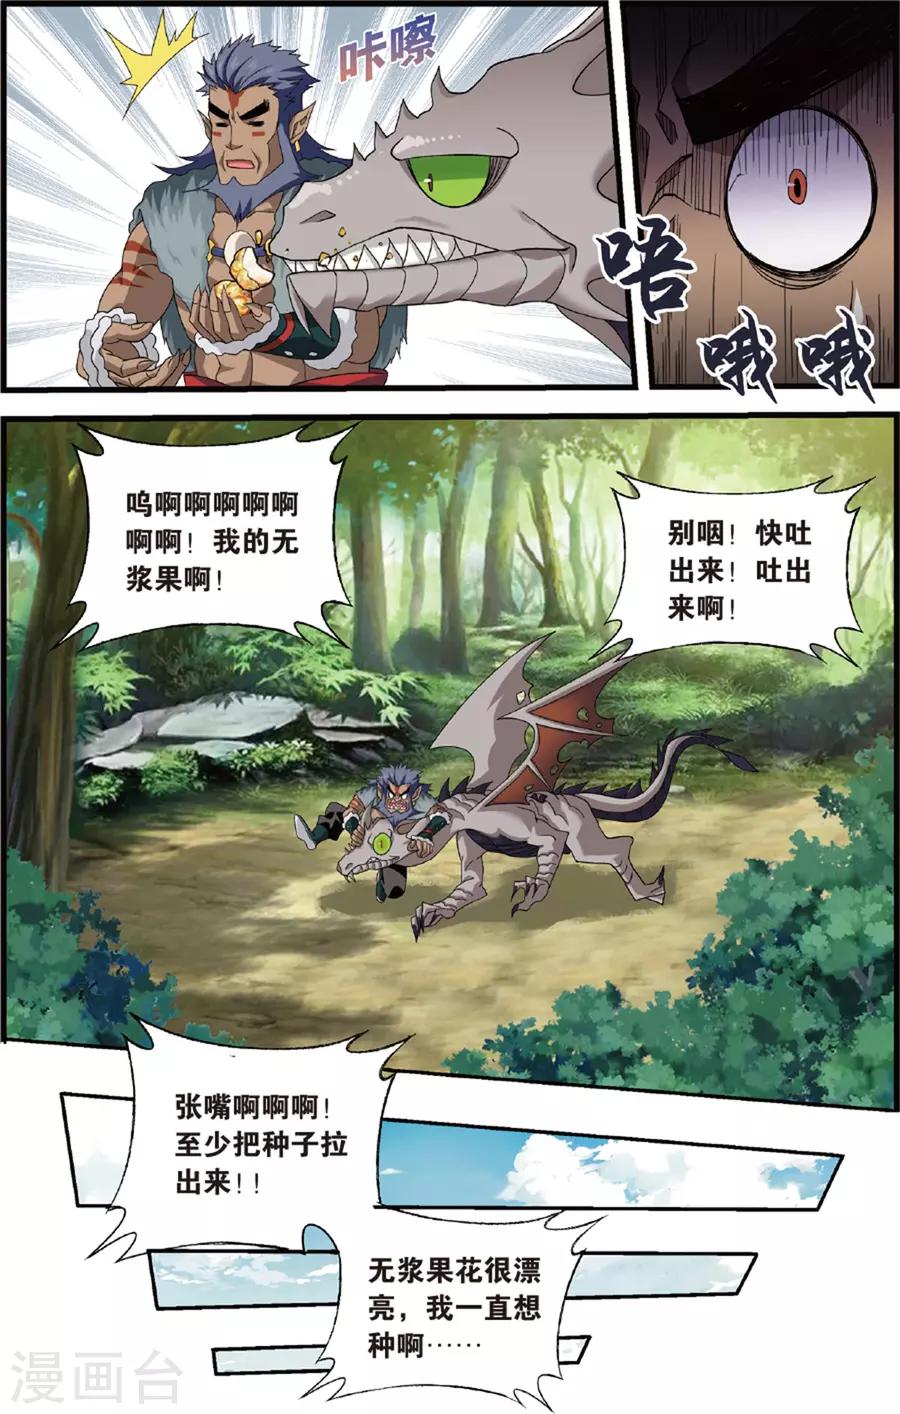 咔嚓
唔
哦哦
呜啊啊啊啊啊
啊啊！我的无
浆果啊！
别咽！快吐
出来！吐出
来啊！
张嘴啊啊啊！
至少把种子拉
出来！！
无浆果花很漂
亮，我一直想
种啊……
漫画台